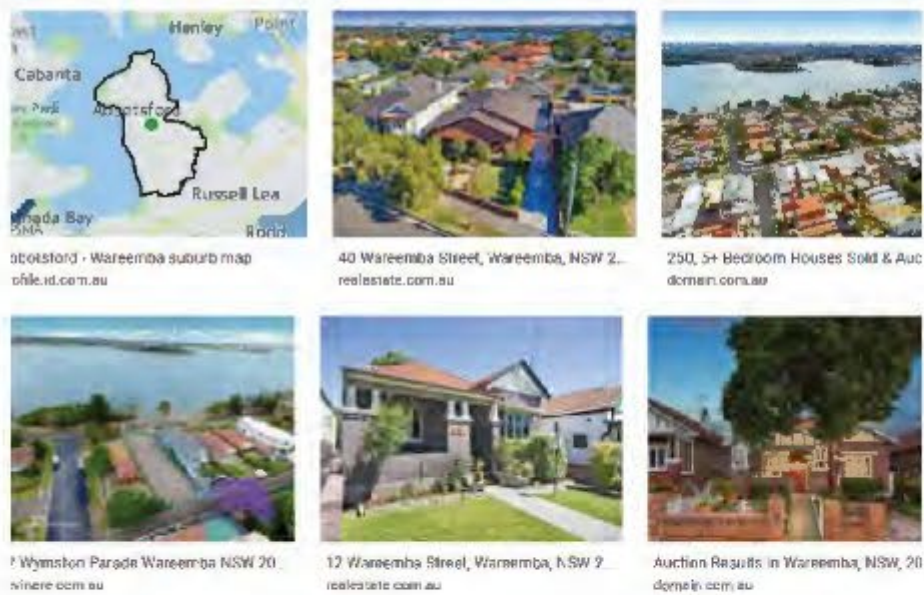 Henley Point
Cabarita
Abbotsford
Russell Lea
Rodd
40 Wareemba Street, Wareemba, NSW 2...
realestate.com.au
Wareemba suburb map
250, 5+ Bedroom Houses Sold & Auc
domain.com.au
Wymston Parade Wareemba NSW 20...
12 Wareemba Street, Wareemba, NSW 2...
realestate.com.au
Auction Results in Wareemba, NSW, 20
domain.com.au